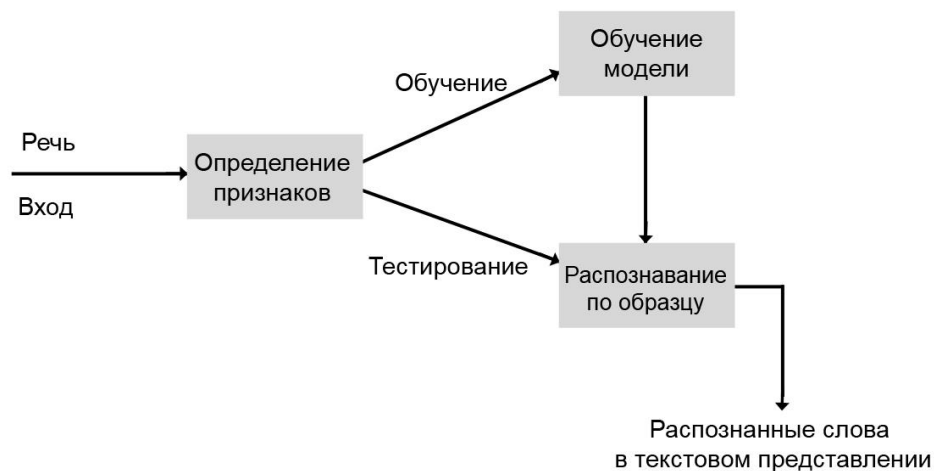 Обучение
модели
Обучение
Речь
Определение
признаков
Вход
Тестирование
Распознавание
по образцу
Распознанные слова
в текстовом представлении